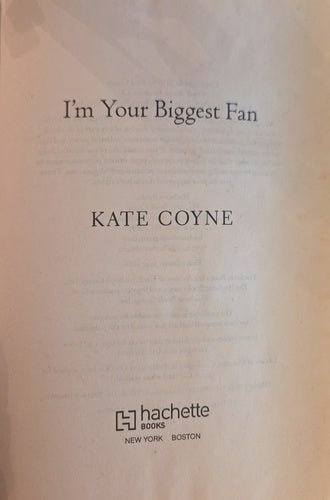 I'm Your Biggest Fan
KATE COYNE
hachette
BOOKS
NEW YORK BOSTON